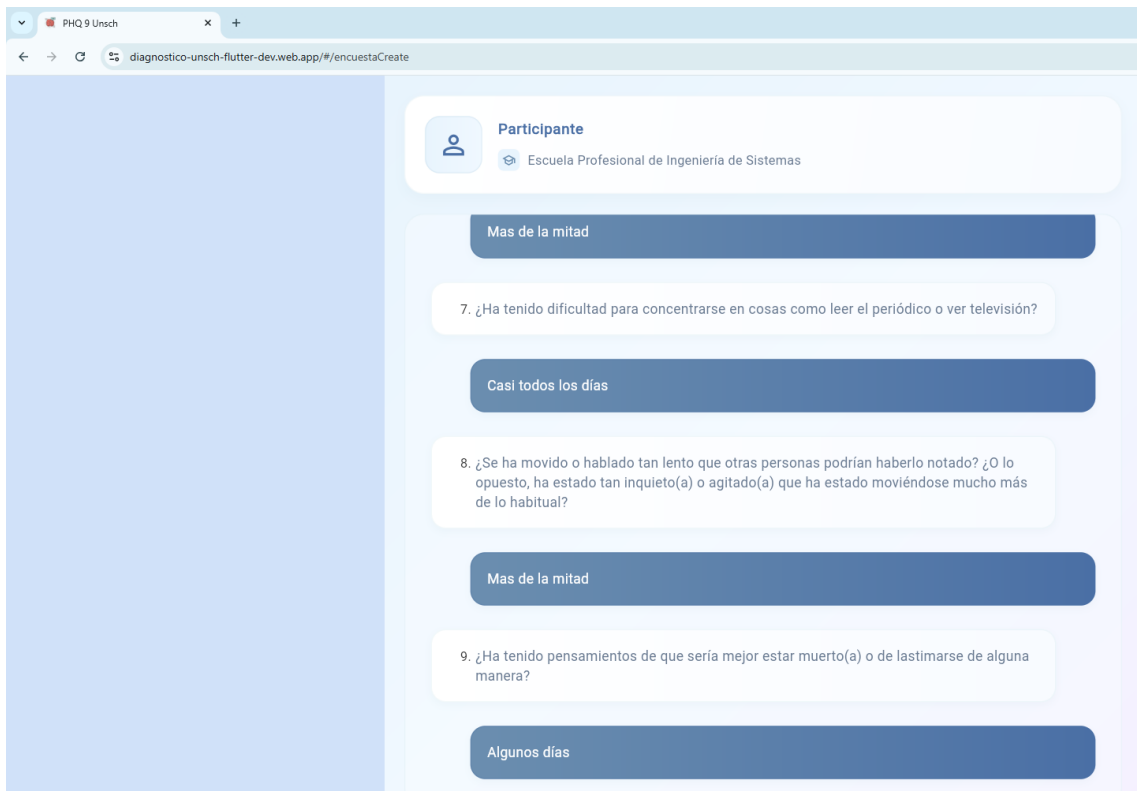 PHQ 9 Unsch
diagnostico-unsch-flutter-dev.web.app/#/encuestaCreate
Participante
Escuela Profesional de Ingeniería de Sistemas
Mas de la mitad
7. ¿Ha tenido dificultad para concentrarse en cosas como leer el periódico o ver televisión?
Casi todos los días
8. ¿Se ha movido o hablado tan lento que otras personas podrían haberlo notado? ¿O lo
opuesto, ha estado tan inquieto(a) o agitado(a) que ha estado moviéndose mucho más
de lo habitual?
Mas de la mitad
9. ¿Ha tenido pensamientos de que sería mejor estar muerto(a) o de lastimarse de alguna
manera?
Algunos días